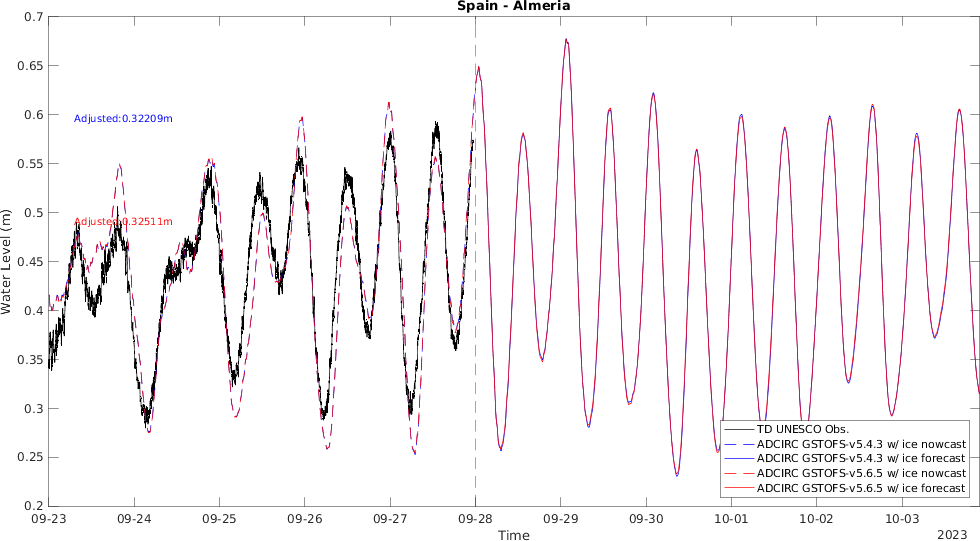 Spain - Almeria
0.7
0.65
0.6
0.55
0.5
0.45
0.4
0.35
0.3
0.25
0.2
Water Level (m)
Adjusted:0.32209m
Adjusted:0.32511m
TD UNESCO Obs.
ADCIRC GSTOFS-v5.4.3 w/ ice nowcast
ADCIRC GSTOFS-v5.4.3 w/ ice forecast
ADCIRC GSTOFS-v5.6.5 w/ ice nowcast
ADCIRC GSTOFS-v5.6.5 w/ ice forecast
09-23 09-24 09-25 09-26 09-27 09-28 09-29 09-30 10-01 10-02 10-03
Time
2023